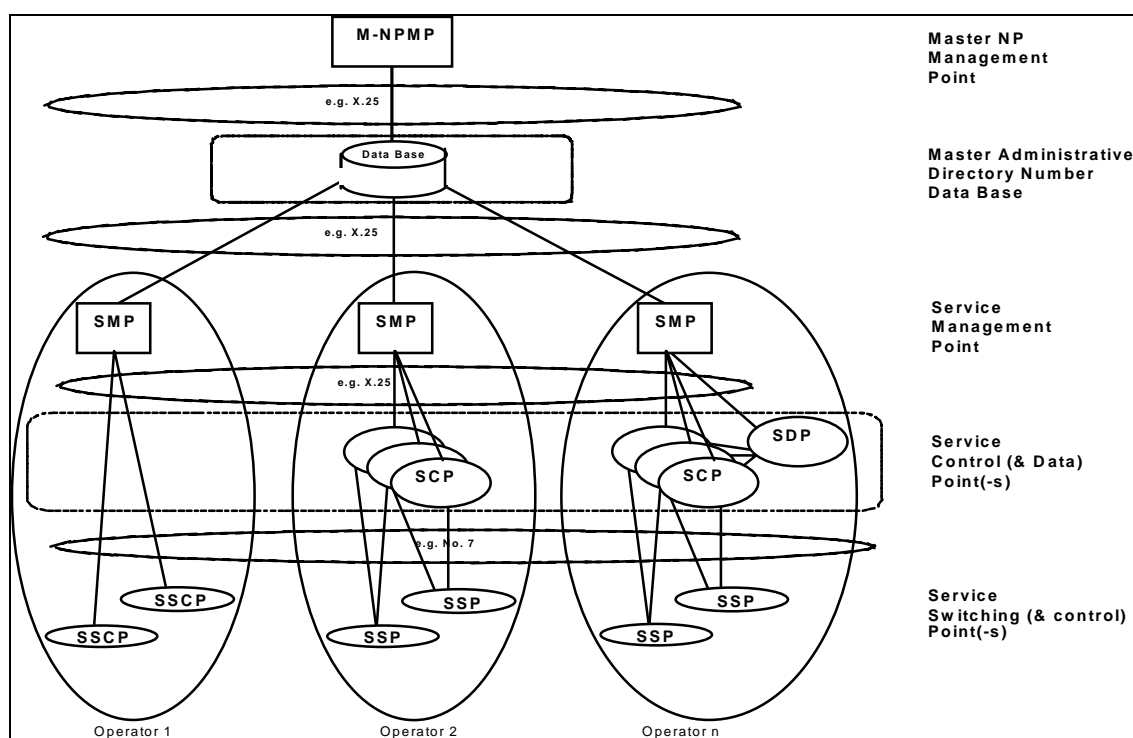 M-NPMP
Master NP
Management
Point
e.g. X.25
Data Base
Master Administrative
Directory Number
Data Base
e.g. X.25
SMP
SMP
SMP
Service
Management
Point
e.g. X.25
SDP
SCP
SCP
Service
Control (& Data)
Point(-s)
e.g. No. 7
SSCP
SSP
SSP
SSCP
SSP
SSP
Service
Switching (& control)
Point(-s)
Operator 1
Operator 2
Operator n